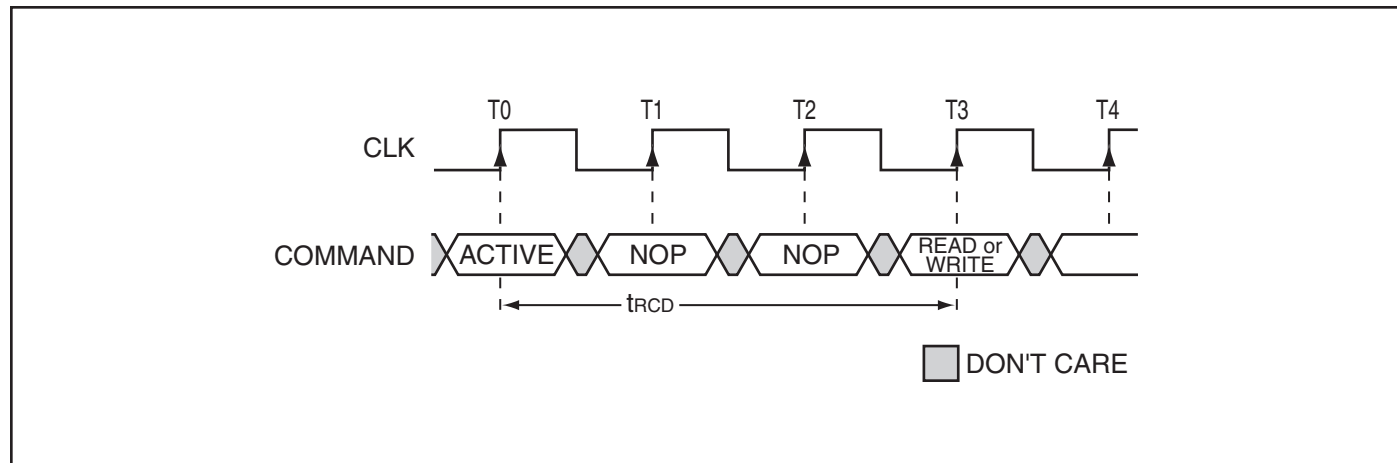 T0 T1 T2 T3 T4
CLK
COMMAND ACTIVE NOP NOP READ or
WRITE
tRCD
DON'T CARE